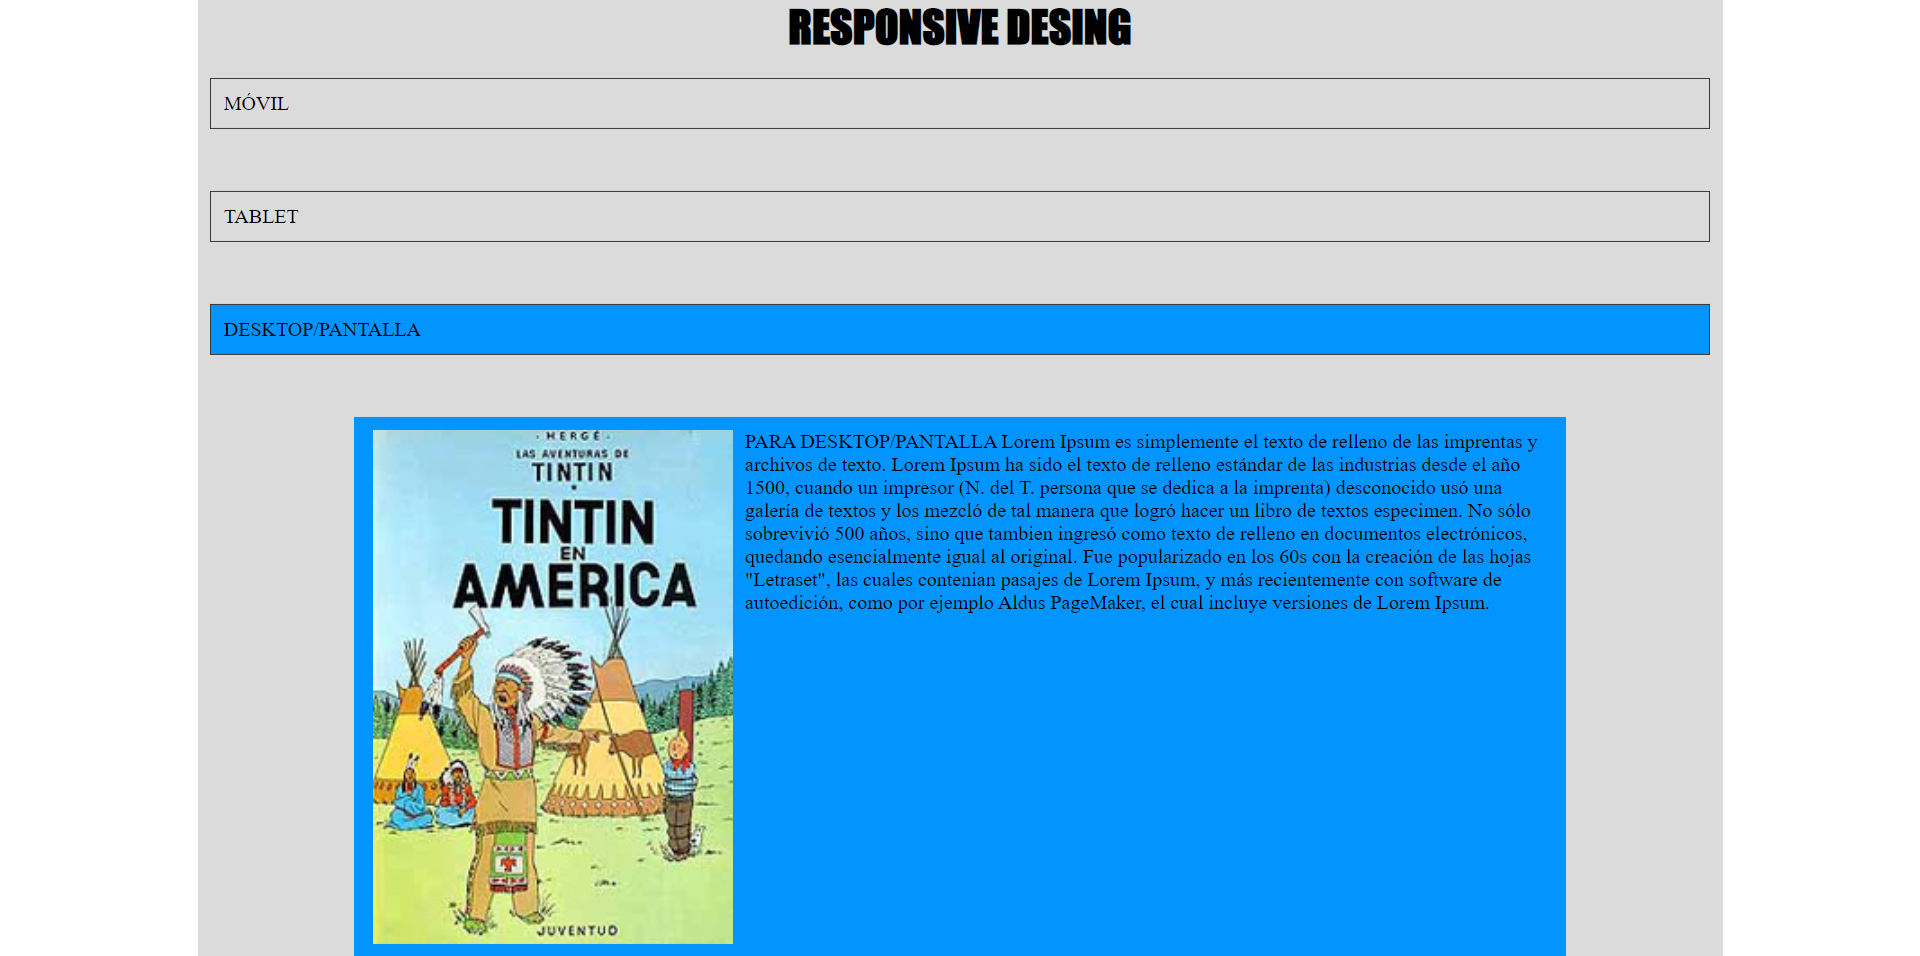 RESPONSIVE DESING
MÓVIL
TABLET
DESKTOP/PANTALLA
· HERGÉ ·
LAS AVENTURAS DE
TINTIN
TINTIN
EN
AMERICA
JUVENTUD
PARA DESKTOP/PANTALLA Lorem Ipsum es simplemente el texto de relleno de las imprentas y
archivos de texto. Lorem Ipsum ha sido el texto de relleno estándar de las industrias desde el año
1500, cuando un impresor (N. del T. persona que se dedica a la imprenta) desconocido usó una
galería de textos y los mezcló de tal manera que logró hacer un libro de textos especimen. No sólo
sobrevivió 500 años, sino que tambien ingresó como texto de relleno en documentos electrónicos,
quedando esencialmente igual al original. Fue popularizado en los 60s con la creación de las hojas
"Letraset", las cuales contenian pasajes de Lorem Ipsum, y más recientemente con software de
autoedición, como por ejemplo Aldus PageMaker, el cual incluye versiones de Lorem Ipsum.